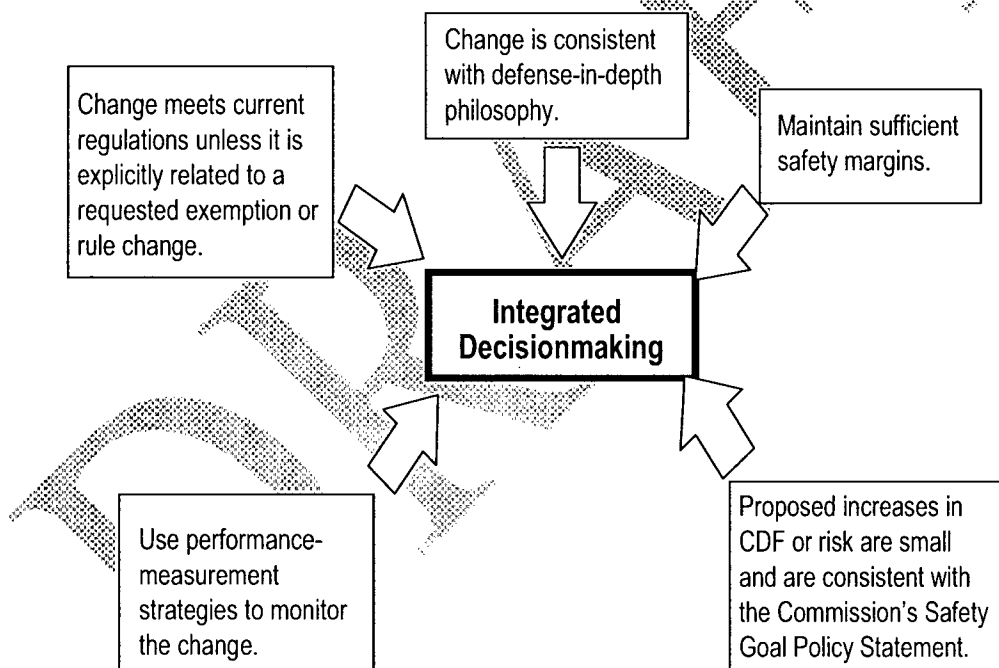 Change is consistent
with defense-in-depth
philosophy.
Change meets current
regulations unless it is
explicitly related to a
requested exemption or
rule change.
Maintain sufficient
safety margins.
Integrated
Decisionmaking
Use performance-
measurement
strategies to monitor
the change.
Proposed increases in
CDF or risk are small
and are consistent with
the Commission's Safety
Goal Policy Statement.